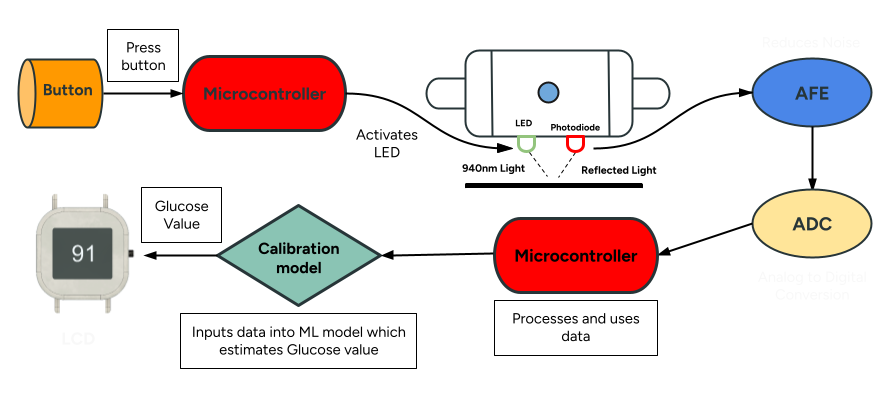 Reduces Noise
Press
button
Button
Microcontroller
AFE
LED
Photodiode
Activates
LED
940nm Light
Reflected Light
Glucose
Value
91
Calibration
model
Microcontroller
ADC
Analog to Digital
Conversion
Processes and uses
data
Inputs data into ML model which
estimates Glucose value
LCD